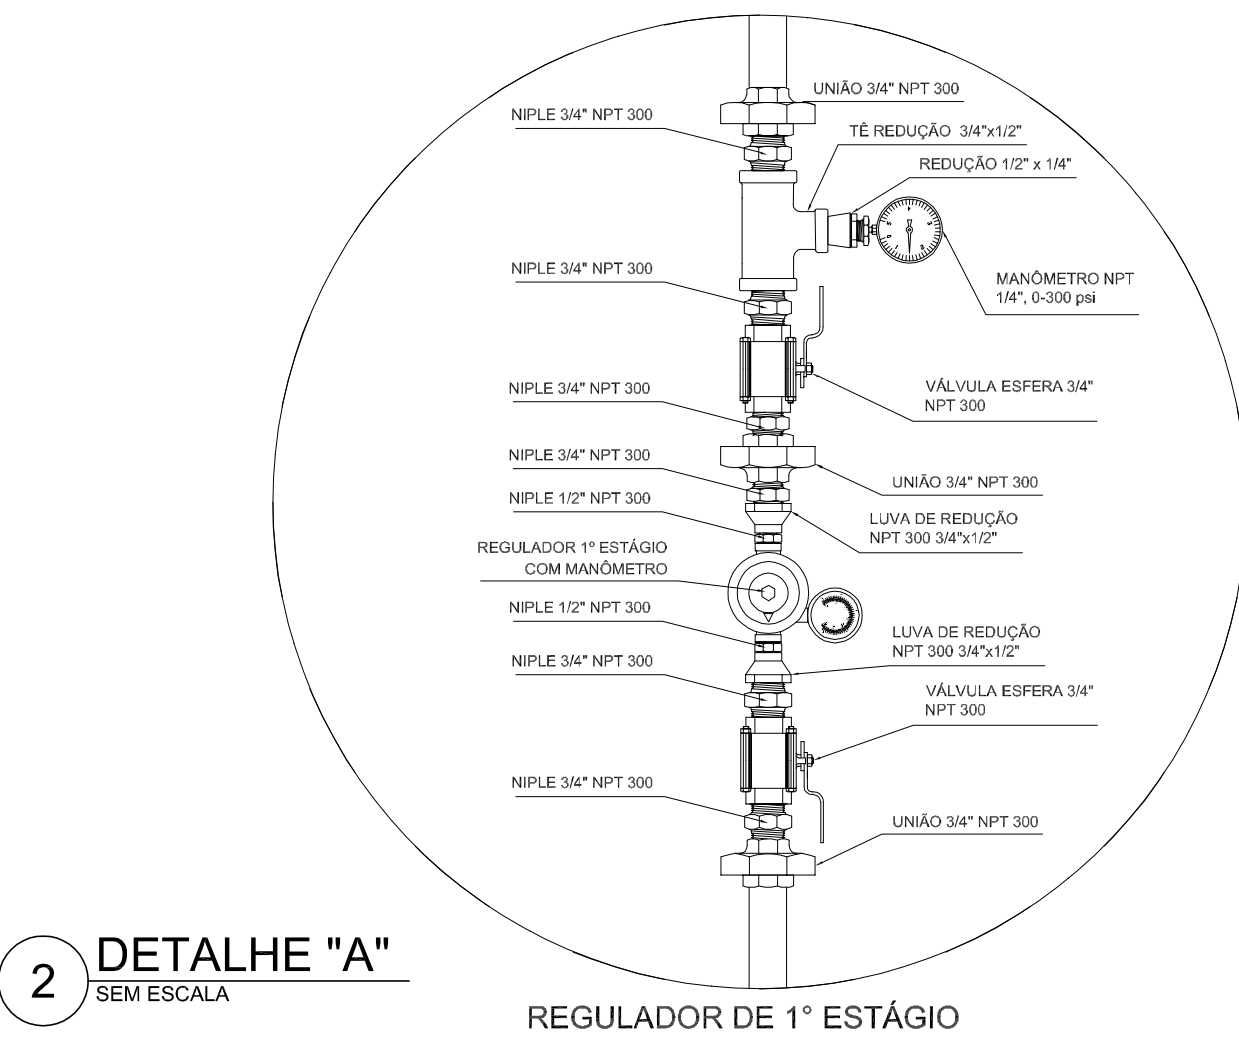 UNIÃO 3/4" NPT 300
NIPLE 3/4" NPT 300
TÊ REDUÇÃO 3/4"x1/2"
REDUÇÃO 1/2" x 1/4"
NIPLE 3/4" NPT 300
MANÔMETRO NPT
1/4", 0-300 psi
NIPLE 3/4" NPT 300
VÁLVULA ESFERA 3/4"
NPT 300
NIPLE 3/4" NPT 300
UNIÃO 3/4" NPT 300
NIPLE 1/2" NPT 300
LUVA DE REDUÇÃO
NPT 300 3/4"x1/2"
REGULADOR 1º ESTÁGIO
COM MANÔMETRO
NIPLE 1/2" NPT 300
LUVA DE REDUÇÃO
NPT 300 3/4"x1/2"
NIPLE 3/4" NPT 300
VÁLVULA ESFERA 3/4"
NPT 300
NIPLE 3/4" NPT 300
UNIÃO 3/4" NPT 300
2
DETALHE "A"
SEM ESCALA
REGULADOR DE 1° ESTÁGIO